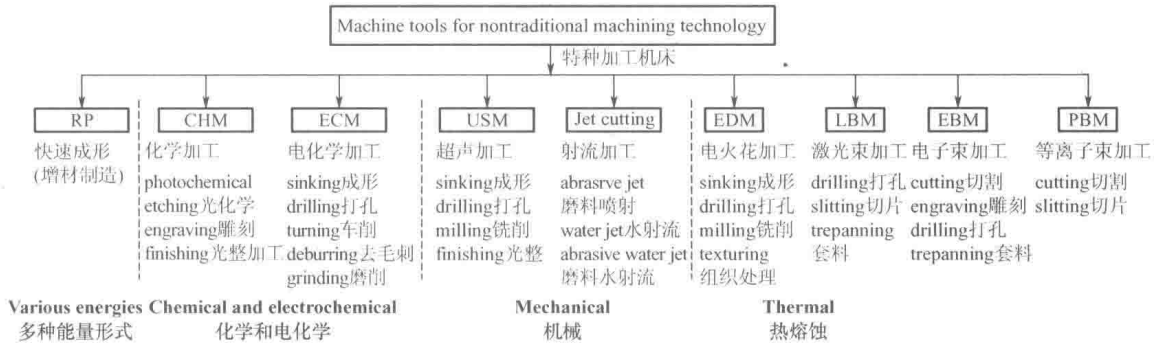 Machine tools for nontraditional machining technology
特种加工机床
RP
快速成形
(增材制造)
CHM
化学加工
photochemical
etching光化学
engraving雕刻
finishing光整加工
ECM
电化学加工
sinking成形
drilling打孔
turning车削
deburring去毛刺
grinding磨削
USM
超声加工
sinking成形
drilling打孔
milling铣削
finishing光整
Jet cutting
射流加工
abrasrve jet
磨料喷射
water jet水射流
abrasive water jet
磨料水射流
EDM
电火花加工
sinking成形
drilling打孔
milling铣削
texturing
组织处理
LBM
激光束加工
drilling打孔
slitting切片
trepanning
套料
EBM
电子束加工
cutting切割
engraving雕刻
drilling打孔
trepanning套料
PBM
等离子束加工
cutting切割
slitting切片
Various energies
多种能量形式
Chemical and electrochemical
化学和电化学
Mechanical
机械
Thermal
热熔蚀